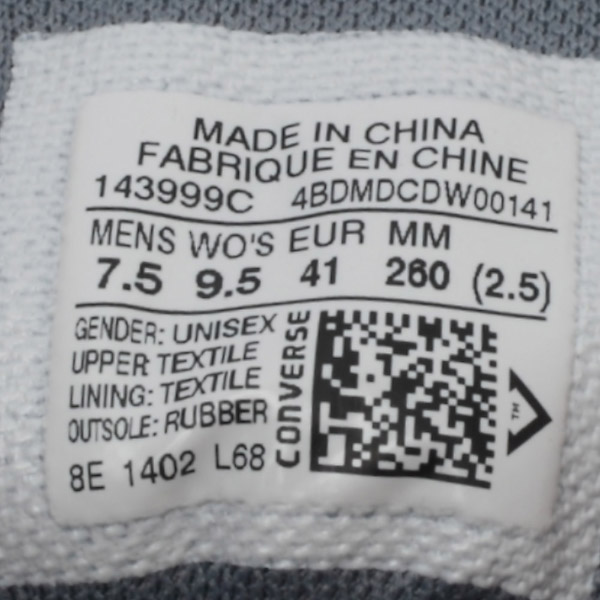 MADE IN CHINA
FABRIQUE EN CHINE
143999C 4BDMDCDW00141
MENS WO'S EUR MM
7.5 9.5 41 260 (2.5)
GENDER: UNISEX
UPPER TEXTILE
LINING: TEXTILE
OUTSOLE: RUBBER
8E 1402 L68
CONVERSE
TM